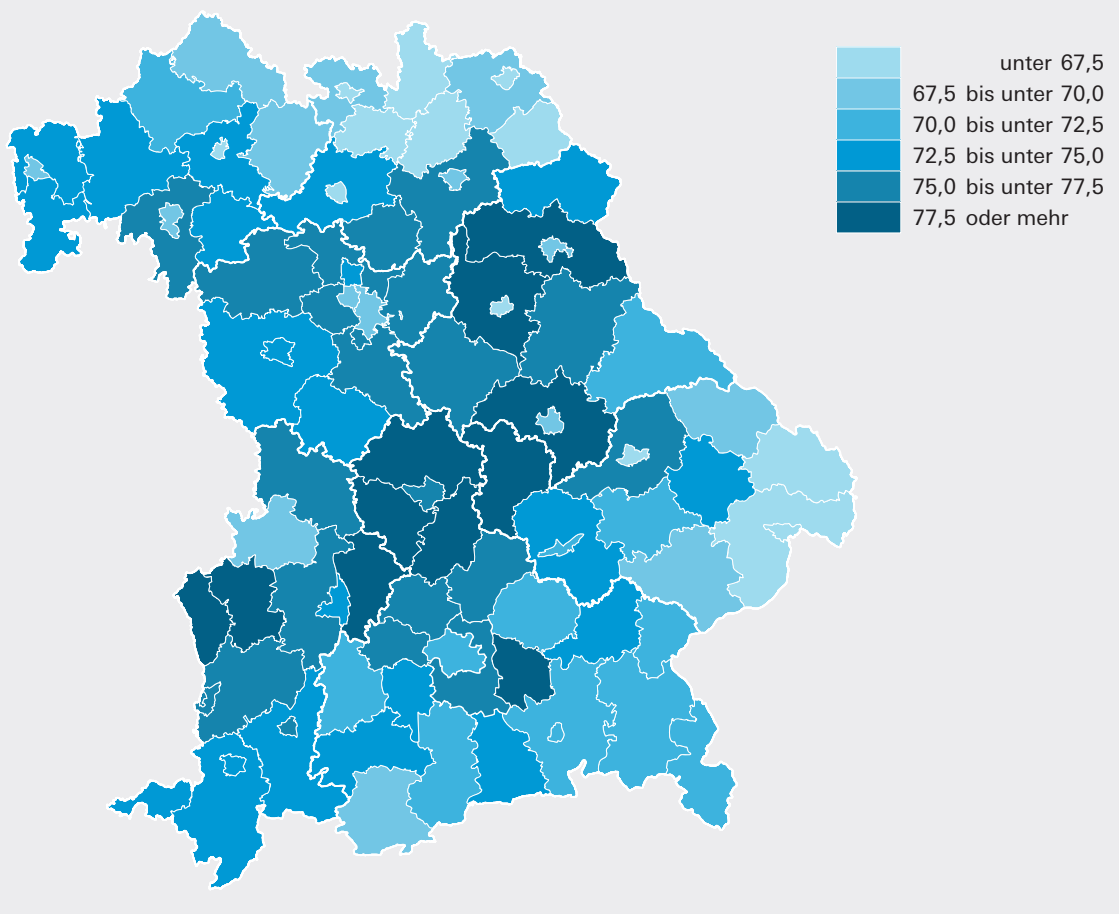 unter 67,5
67,5 bis unter 70,0
70,0 bis unter 72,5
72,5 bis unter 75,0
75,0 bis unter 77,5
77,5 oder mehr